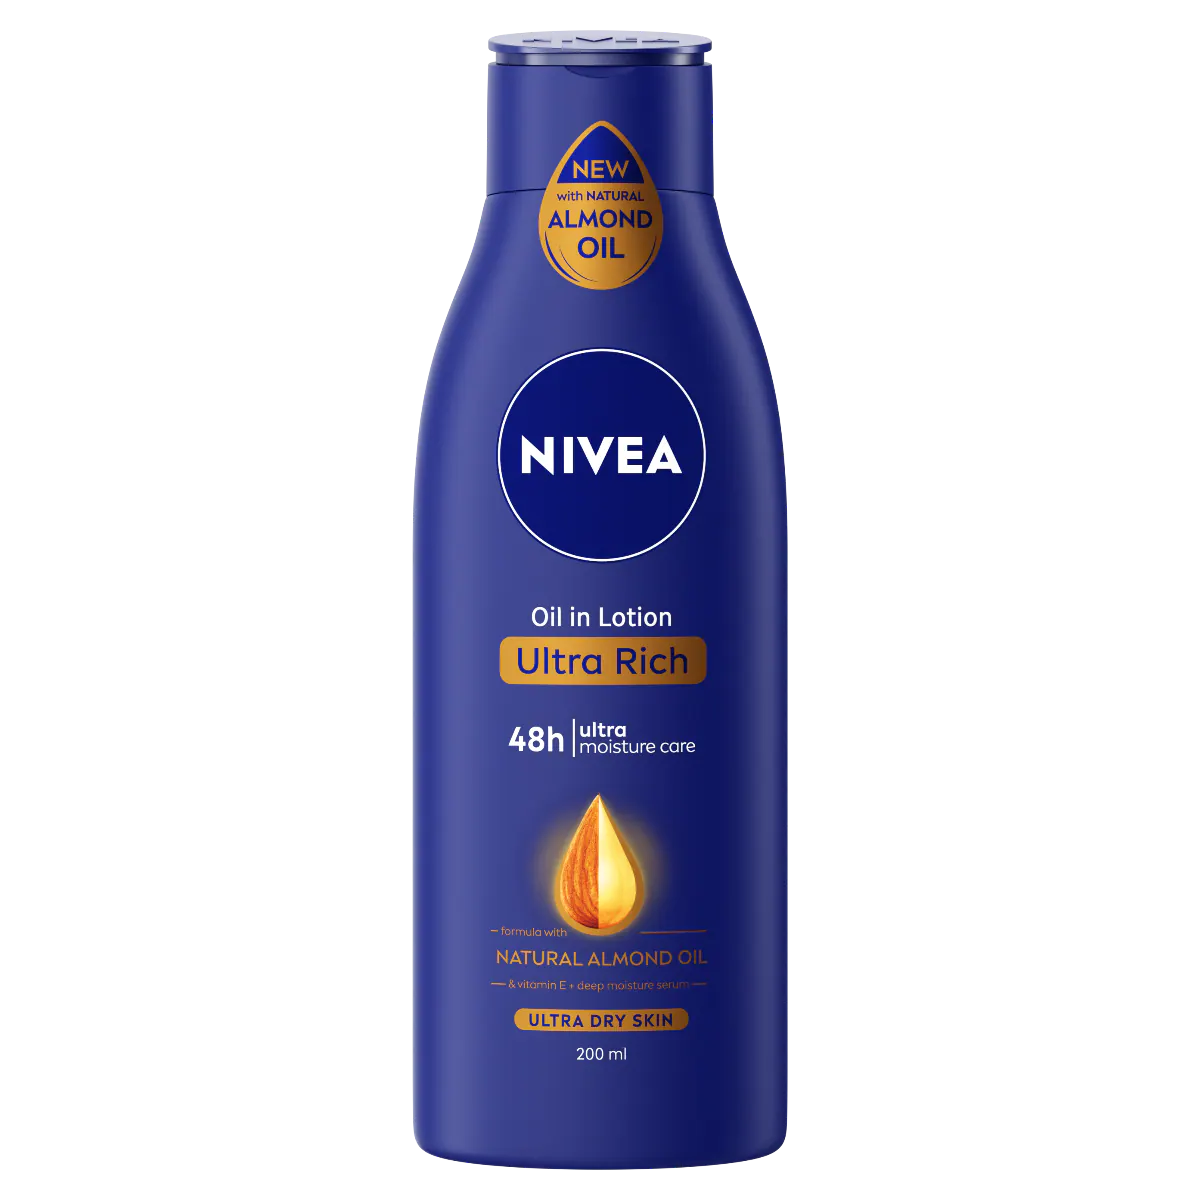 NIVEA
NEW
with NATURAL
ALMOND
OIL
NIVEA
Oil in Lotion
Ultra Rich
48h
ultra
moisture care
formula with
NATURAL ALMOND OIL
& vitamin E + deep moisture serum
ULTRA DRY SKIN
200 ml